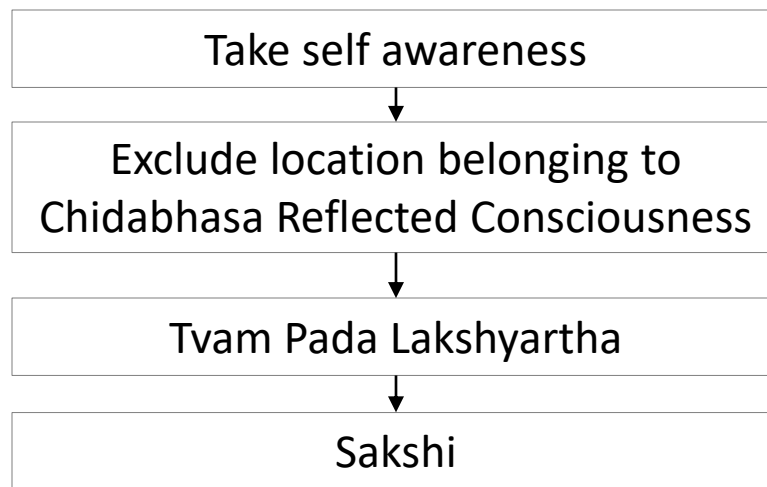 Take self awareness
Exclude location belonging to
Chidabhasa Reflected Consciousness
Tvam Pada Lakshyartha
Sakshi